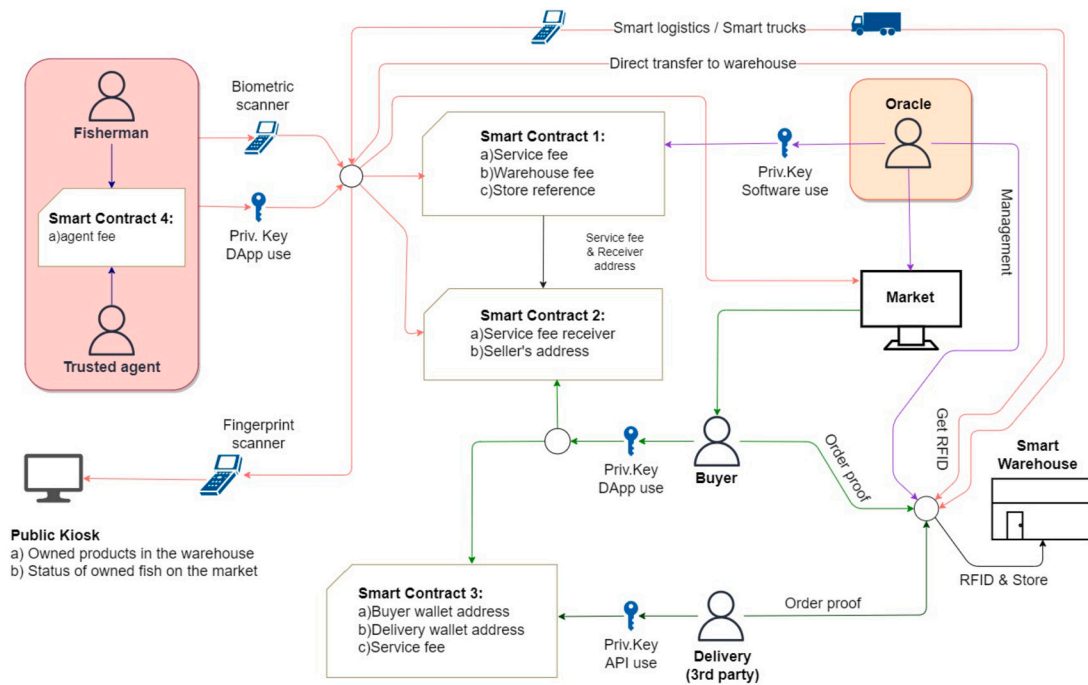 Smart logistics / Smart trucks
Direct transfer to warehouse
Biometric
scanner
Fisherman
Smart Contract 4:
a)agent fee
Trusted agent
Priv. Key
DApp use
Smart Contract 1:
a)Service fee
b)Warehouse fee
c)Store reference
Priv.Key
Software use
Oracle
Management
Service fee
& Receiver
address
Market
Smart Contract 2:
a)Service fee receiver
b)Seller's address
Fingerprint
scanner
Public Kiosk
a) Owned products in the warehouse
b) Status of owned fish on the market
Priv.Key
DApp use
Buyer
Order proof
Get RFID
Smart
Warehouse
RFID & Store
Smart Contract 3:
a)Buyer wallet address
b)Delivery wallet address
c)Service fee
Priv.Key
API use
Delivery
(3rd party)
Order proof